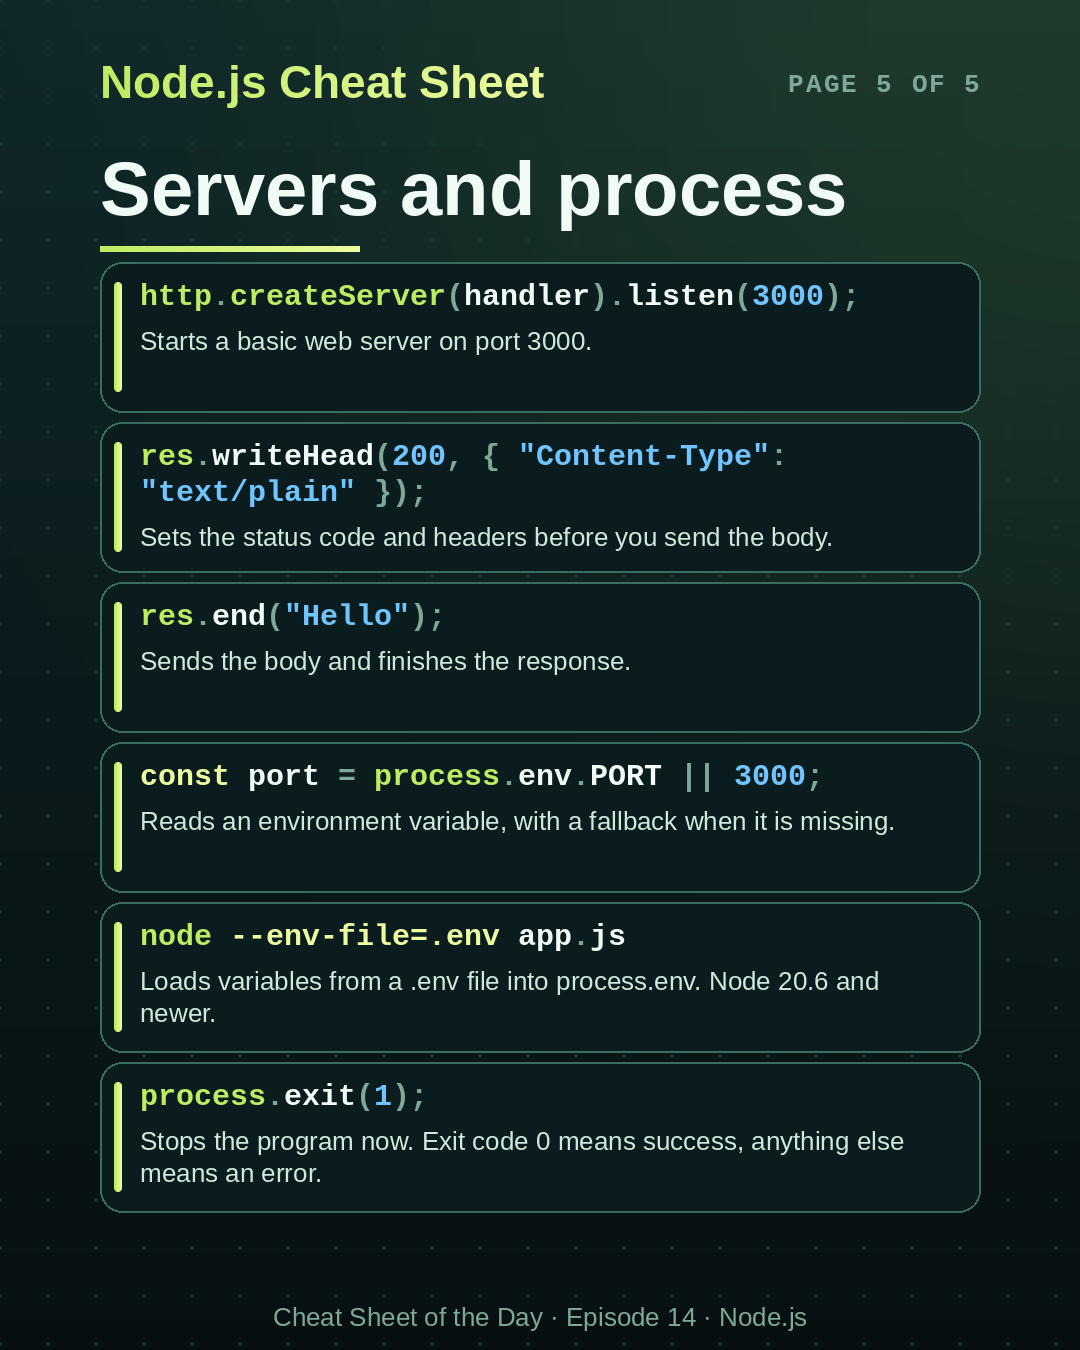 Node.js Cheat Sheet
PAGE 5 OF 5
Servers and process
http.createServer(handler).listen(3000);
Starts a basic web server on port 3000.
res.writeHead(200, { "Content-Type":
"text/plain" });
Sets the status code and headers before you send the body.
res.end("Hello");
Sends the body and finishes the response.
const port = process.env.PORT || 3000;
Reads an environment variable, with a fallback when it is missing.
node --env-file=.env app.js
Loads variables from a .env file into process.env. Node 20.6 and
newer.
process.exit(1);
Stops the program now. Exit code 0 means success, anything else
means an error.
Cheat Sheet of the Day · Episode 14 · Node.js